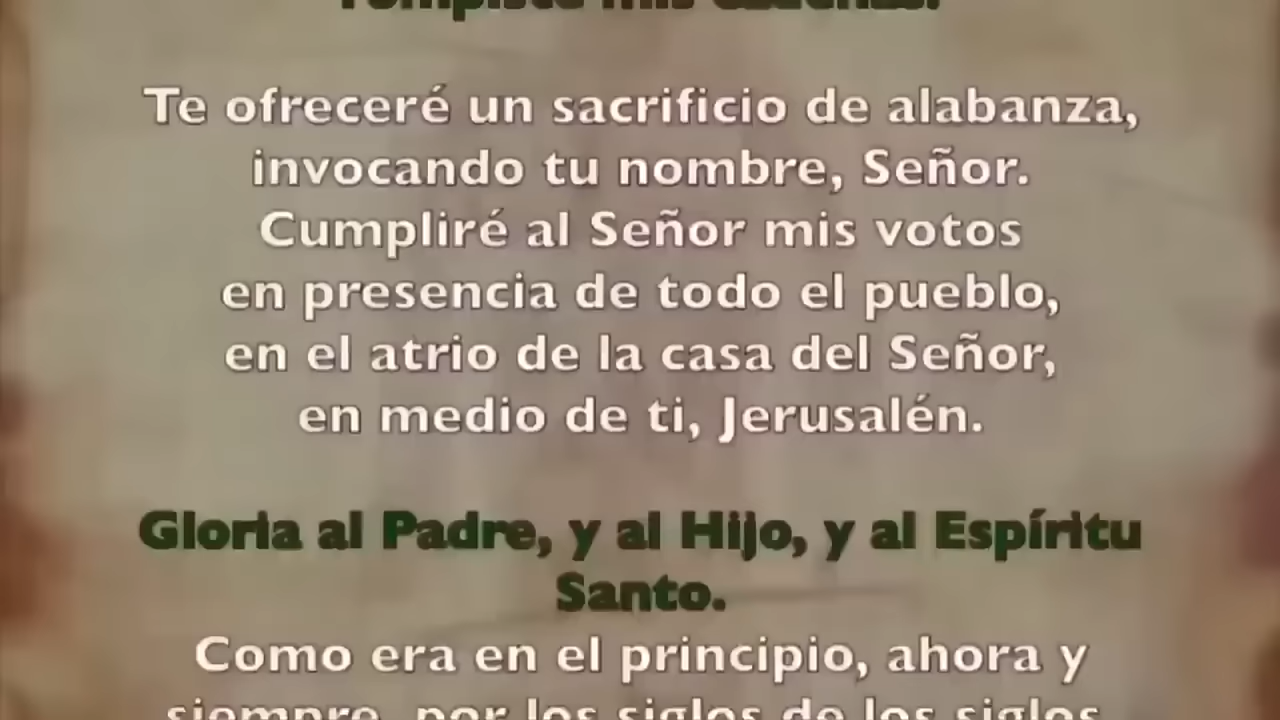 rompiste mis cadenas.
Te ofreceré un sacrificio de alabanza,
invocando tu nombre, Señor.
Cumpliré al Señor mis votos
en presencia de todo el pueblo,
en el atrio de la casa del Señor,
en medio de ti, Jerusalén.
Gloria al Padre, y al Hijo, y al Espíritu
Santo.
Como era en el principio, ahora y
siempre, por los siglos de los siglos